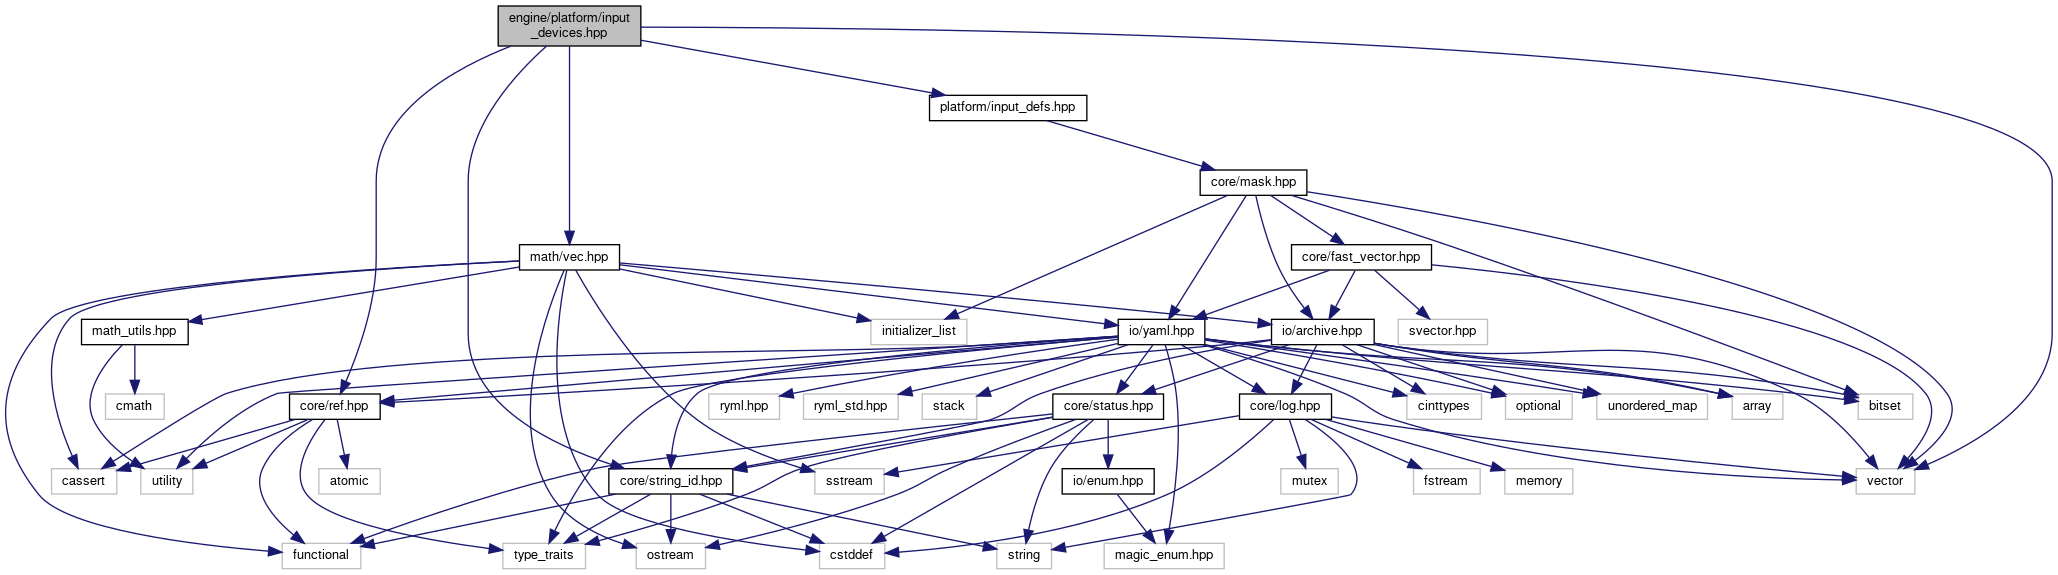 engine/platform/input
_devices.hpp
platform/input_defs.hpp
core/mask.hpp
math/vec.hpp
core/fast_vector.hpp
math_utils.hpp
initializer_list
io/yaml.hpp
io/archive.hpp
svector.hpp
cmath
core/ref.hpp
ryml.hpp
ryml_std.hpp
stack
core/status.hpp
core/log.hpp
cinttypes
optional
unordered_map
array
bitset
cassert
utility
atomic
core/string_id.hpp
sstream
io/enum.hpp
mutex
fstream
memory
vector
functional
type_traits
ostream
cstddef
string
magic_enum.hpp